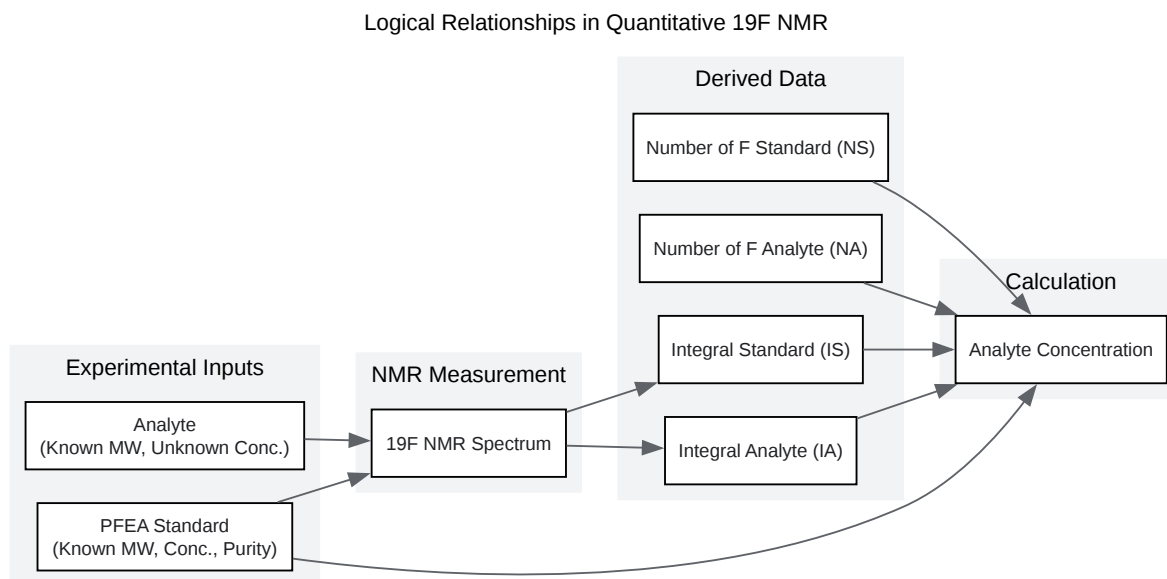 Logical Relationships in Quantitative 19F NMR
Experimental Inputs
Analyte
(Known MW, Unknown Conc.)
PFEA Standard
(Known MW, Conc., Purity)
NMR Measurement
19F NMR Spectrum
Derived Data
Number of F Standard (NS)
Number of F Analyte (NA)
Integral Standard (IS)
Integral Analyte (IA)
Calculation
Analyte Concentration